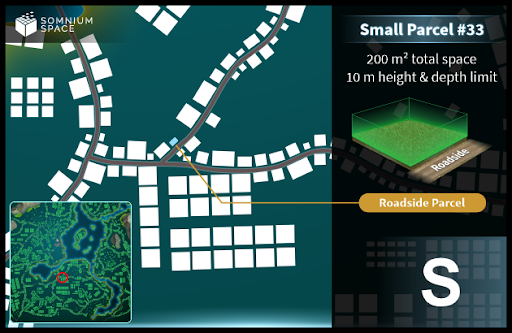 SOMNIUM
SPACE
Small Parcel #33
200 m² total space
10 m height & depth limit
Roadside
Roadside Parcel
S